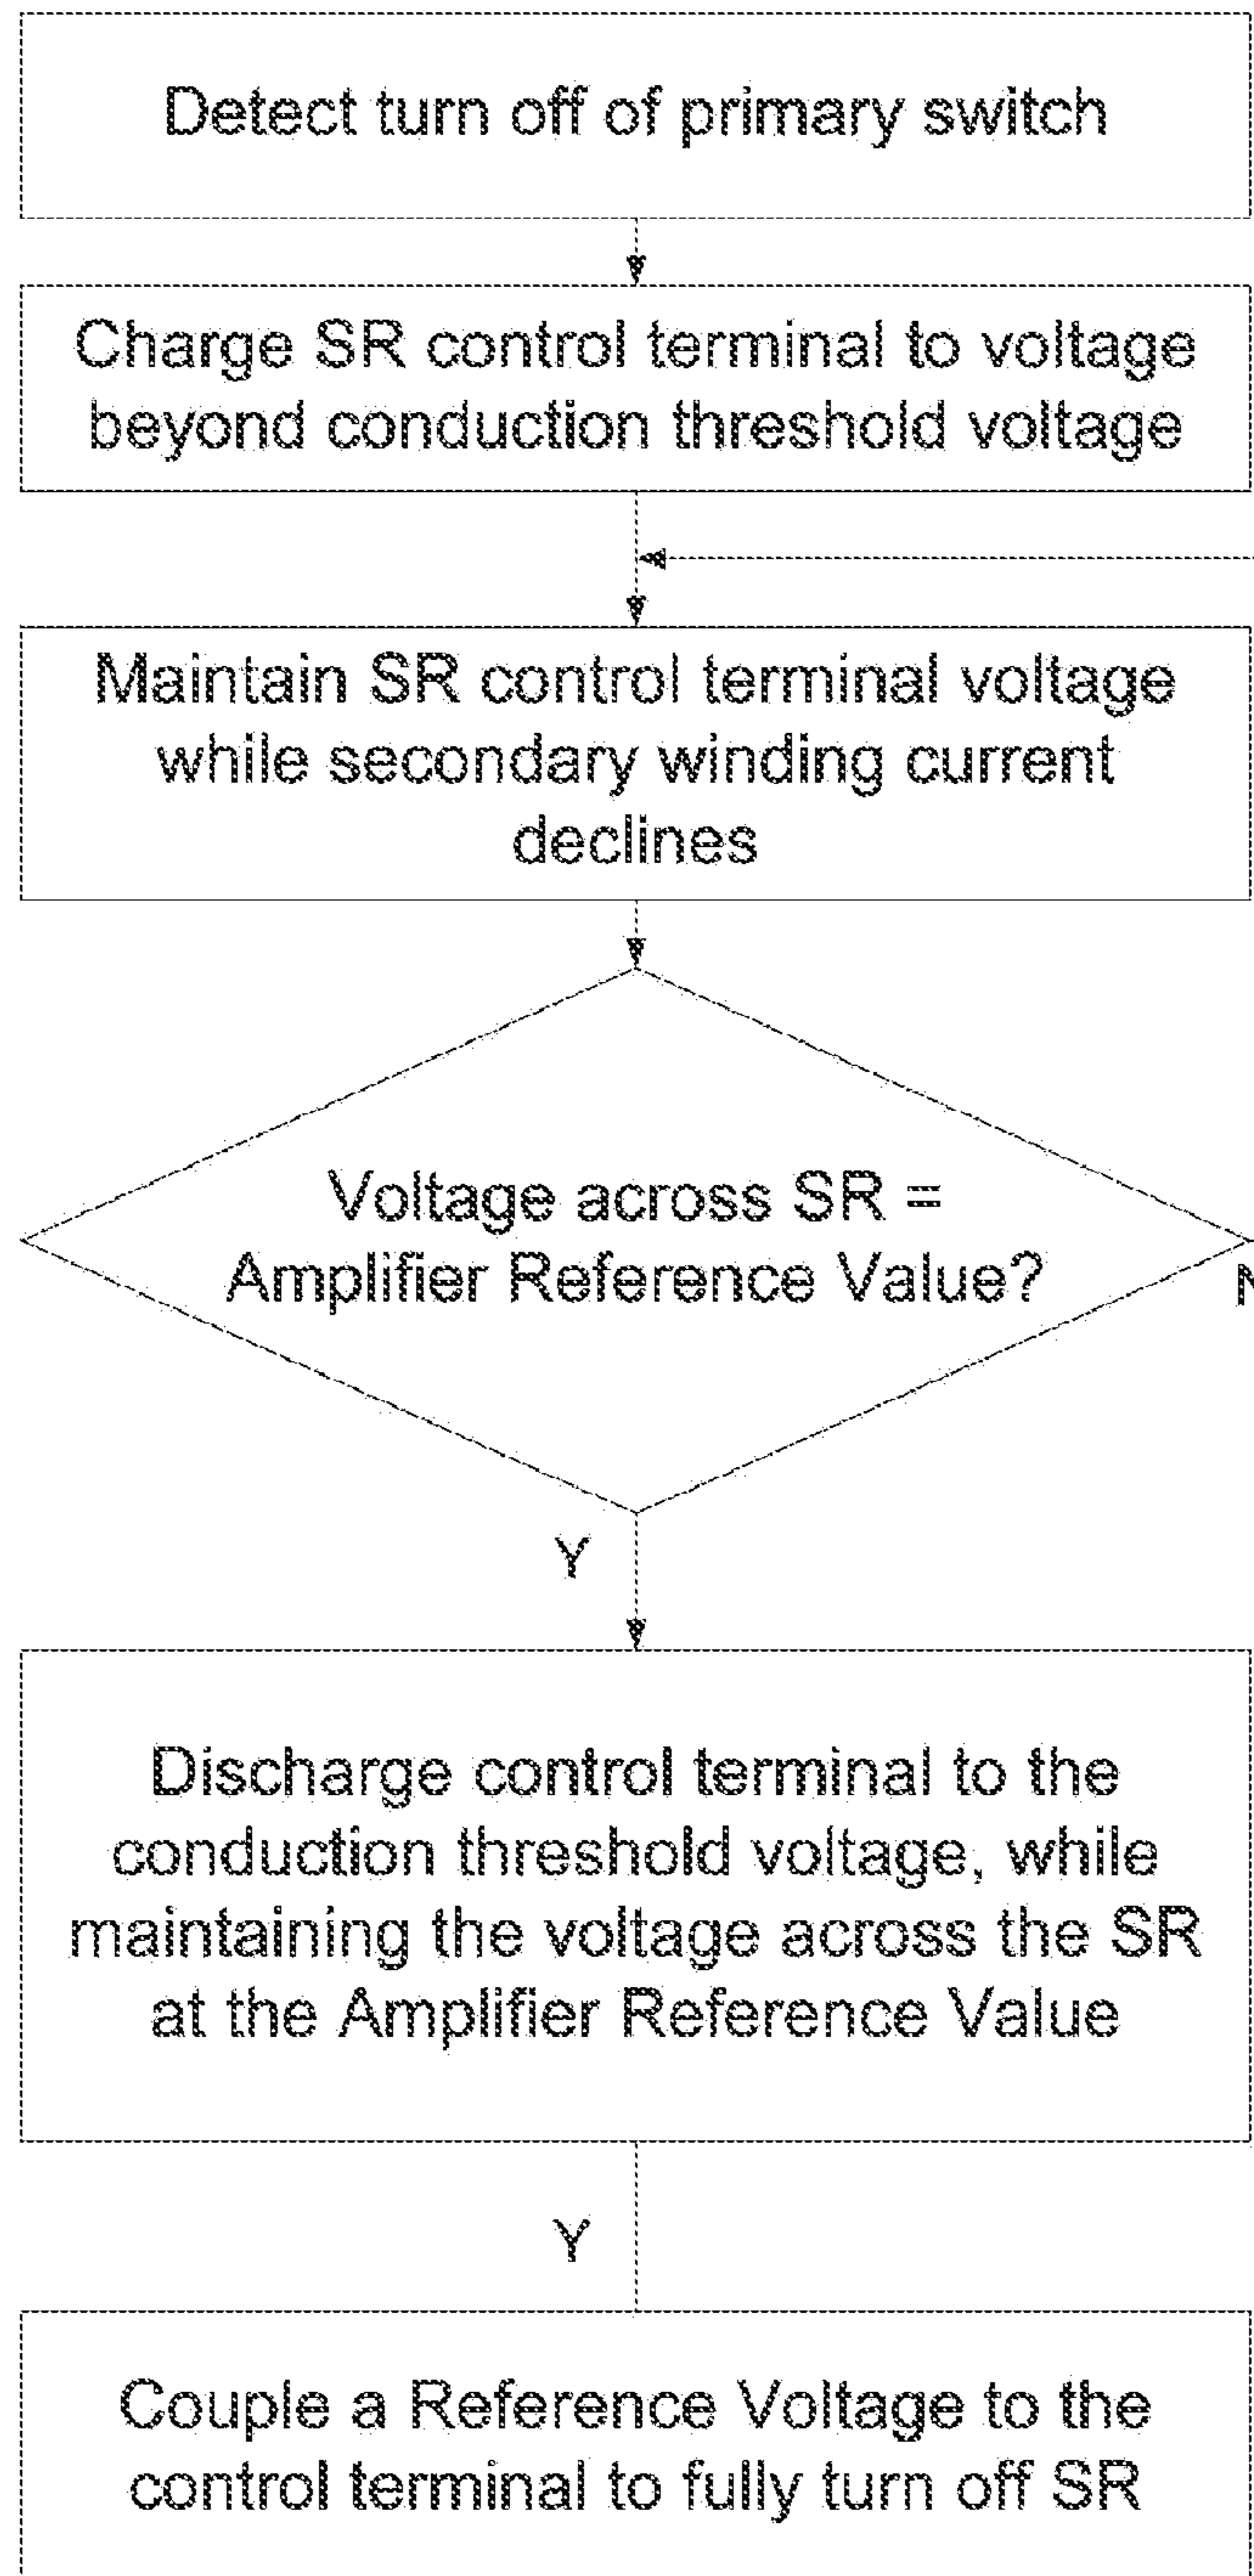 Detect turn off of primary switch
Charge SR control terminal to voltage
beyond conduction threshold voltage
Maintain SR control terminal voltage
while secondary winding current
declines
Voltage across SR =
Amplifier Reference Value?
N
Y
Discharge control terminal to the
conduction threshold voltage, while
maintaining the voltage across the SR
at the Amplifier Reference Value
Y
Couple a Reference Voltage to the
control terminal to fully turn off SR